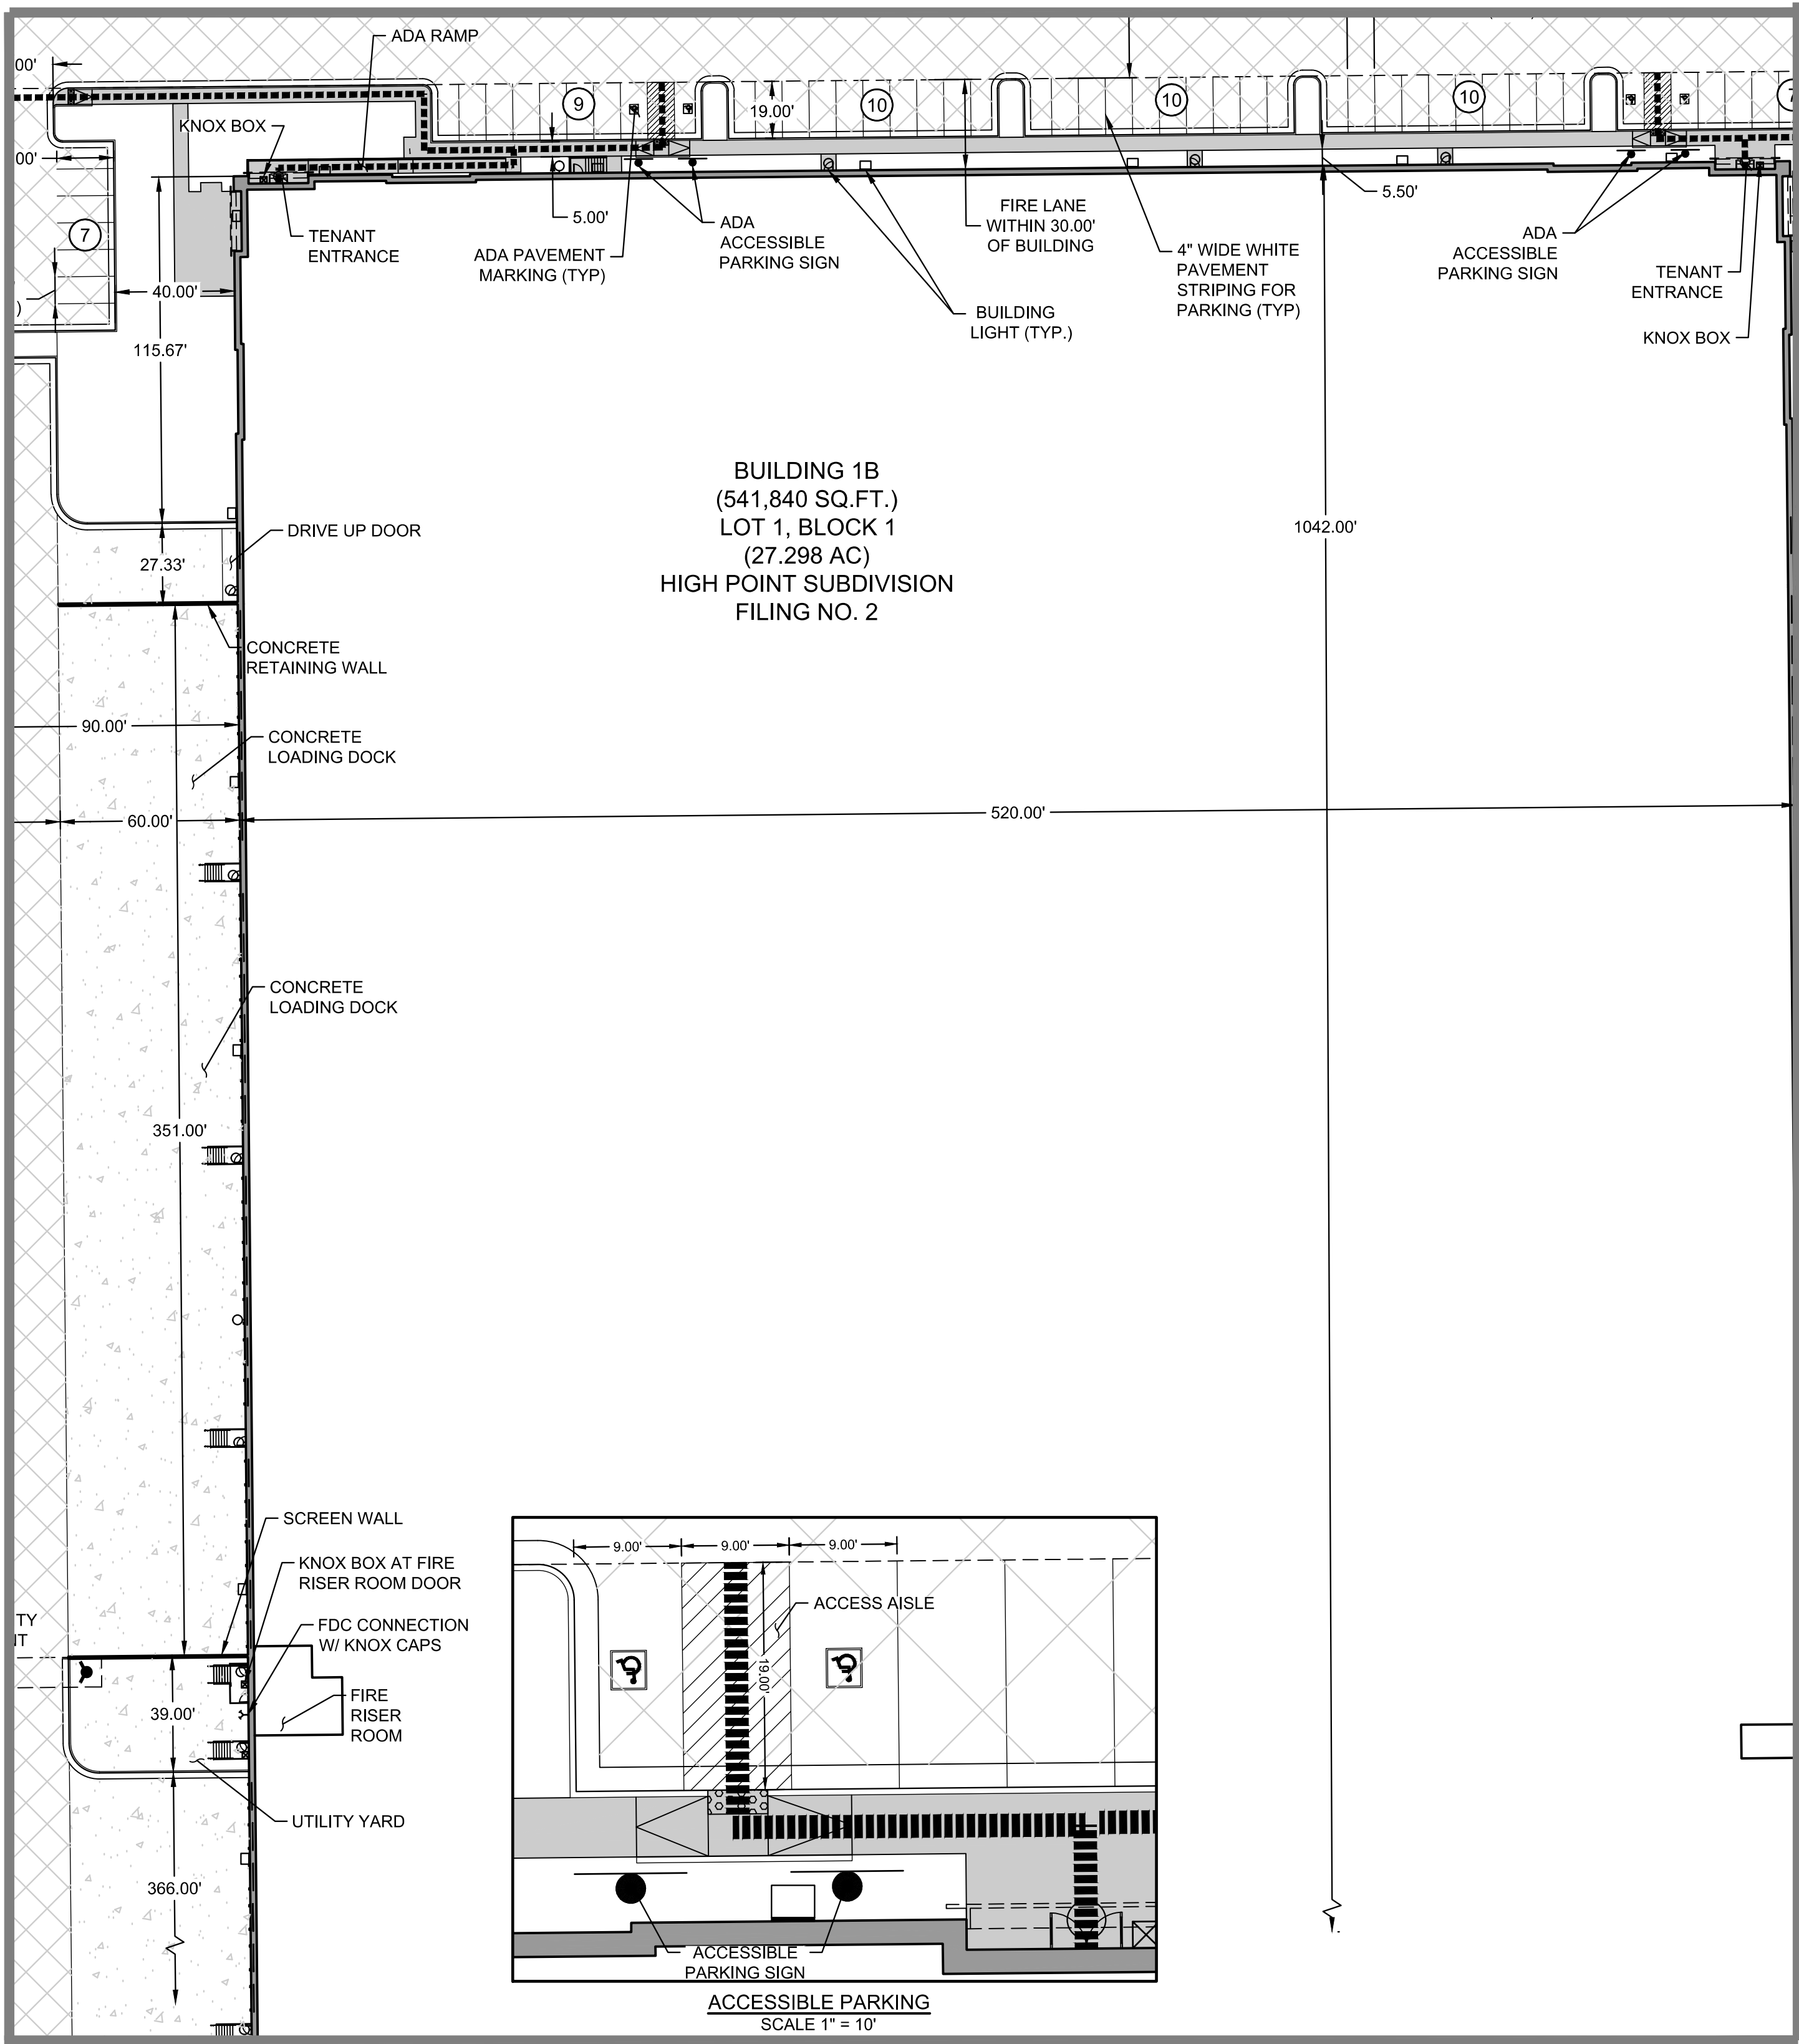 ADA RAMP
00'
KNOX BOX
9
19.00'
10
10
10
00'
7
5.00'
5.50'
TENANT
ENTRANCE
ADA PAVEMENT
MARKING (TYP)
ADA
ACCESSIBLE
PARKING SIGN
FIRE LANE
WITHIN 30.00'
OF BUILDING
4" WIDE WHITE
PAVEMENT
STRIPING FOR
PARKING (TYP)
ADA
ACCESSIBLE
PARKING SIGN
TENANT
ENTRANCE
KNOX BOX
BUILDING
LIGHT (TYP.)
40.00'
)
115.67'
BUILDING 1B
(541,840 SQ.FT.)
LOT 1, BLOCK 1
(27.298 AC)
HIGH POINT SUBDIVISION
FILING NO. 2
1042.00'
DRIVE UP DOOR
27.33'
CONCRETE
RETAINING WALL
90.00'
CONCRETE
LOADING DOCK
60.00'
520.00'
CONCRETE
LOADING DOCK
351.00'
SCREEN WALL
KNOX BOX AT FIRE
RISER ROOM DOOR
FDC CONNECTION
W/ KNOX CAPS
TY
FIRE
RISER
ROOM
39.00'
UTILITY YARD
366.00'
9.00'
9.00'
9.00'
ACCESS AISLE
19.00'
ACCESSIBLE
PARKING SIGN
ACCESSIBLE PARKING
SCALE 1" = 10'